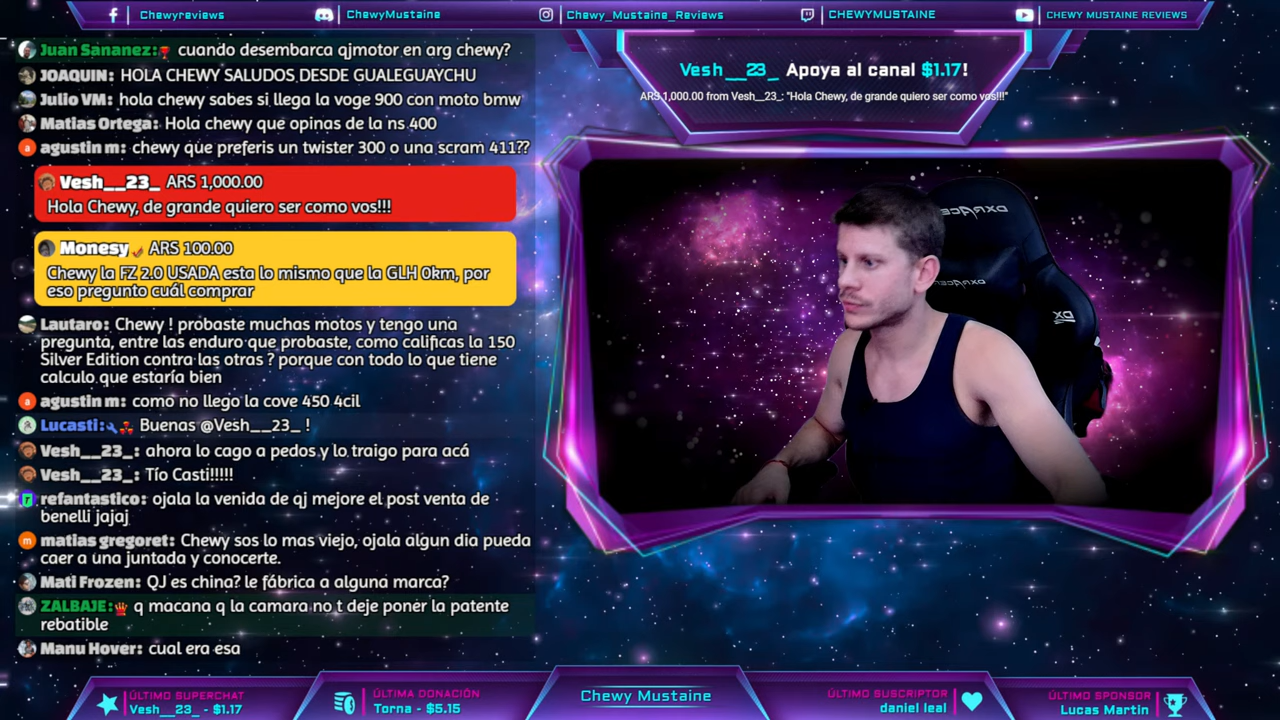 Chewyreviews
ChewyMustaine
Chewy_Mustaine_Reviews
CHEWYMUSTAINE
CHEWY MUSTAINE REVIEWS
Juan Sananez: cuando desembarca qjmotor en arg chewy?
JOAQUIN: HOLA CHEWY SALUDOS DESDE GUALEGUAYCHU
Julio VM: hola chewy sabes si llega la voge 900 con moto bmw
Matias Ortega: Hola chewy que opinas de la ns 400
agustin m: chewy que preferis un twister 300 o una scram 411??
Vesh__23_ ARS 1,000.00
Hola Chewy, de grande quiero ser como vos!!!
Monesy ARS 100.00
Chewy la FZ 2.0 USADA esta lo mismo que la GLH 0km, por
eso pregunto cuál comprar
Lautaro: Chewy ! probaste muchas motos y tengo una
pregunta, entre las enduro que probaste, como calificas la 150
Silver Edition contra las otras ? porque con todo lo que tiene
calculo que estaría bien
agustin m: como no llego la cove 450 4cil
Lucasti: Buenas @Vesh__23_ !
Vesh__23_: ahora lo cago a pedos y lo traigo para acá
Vesh__23_: Tío Casti!!!!!
refantastico: ojala la venida de qj mejore el post venta de
benelli jajaj
matias gregoret: Chewy sos lo mas viejo, ojala algun dia pueda
caer a una juntada y conocerte.
Mati Frozen: QJ es china? le fábrica a alguna marca?
ZALBAJE: q macana q la camara no t deje poner la patente
rebatible
Manu Hover: cual era esa
Vesh__23_ Apoya al canal $1.17!
ARS 1,000.00 from Vesh__23_: "Hola Chewy, de grande quiero ser como vos!!!"
DXRACER
DXRACER
DX
ÚLTIMO SUPERCHAT
Vesh__23_ - $1.17
ÚLTIMA DONACIÓN
Torna - $5.15
Chewy Mustaine
ÚLTIMO SUSCRIPTOR
daniel leal
ÚLTIMO SPONSOR
Lucas Martin